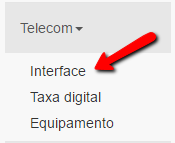 Telecom
Interface
Taxa digital
Equipamento